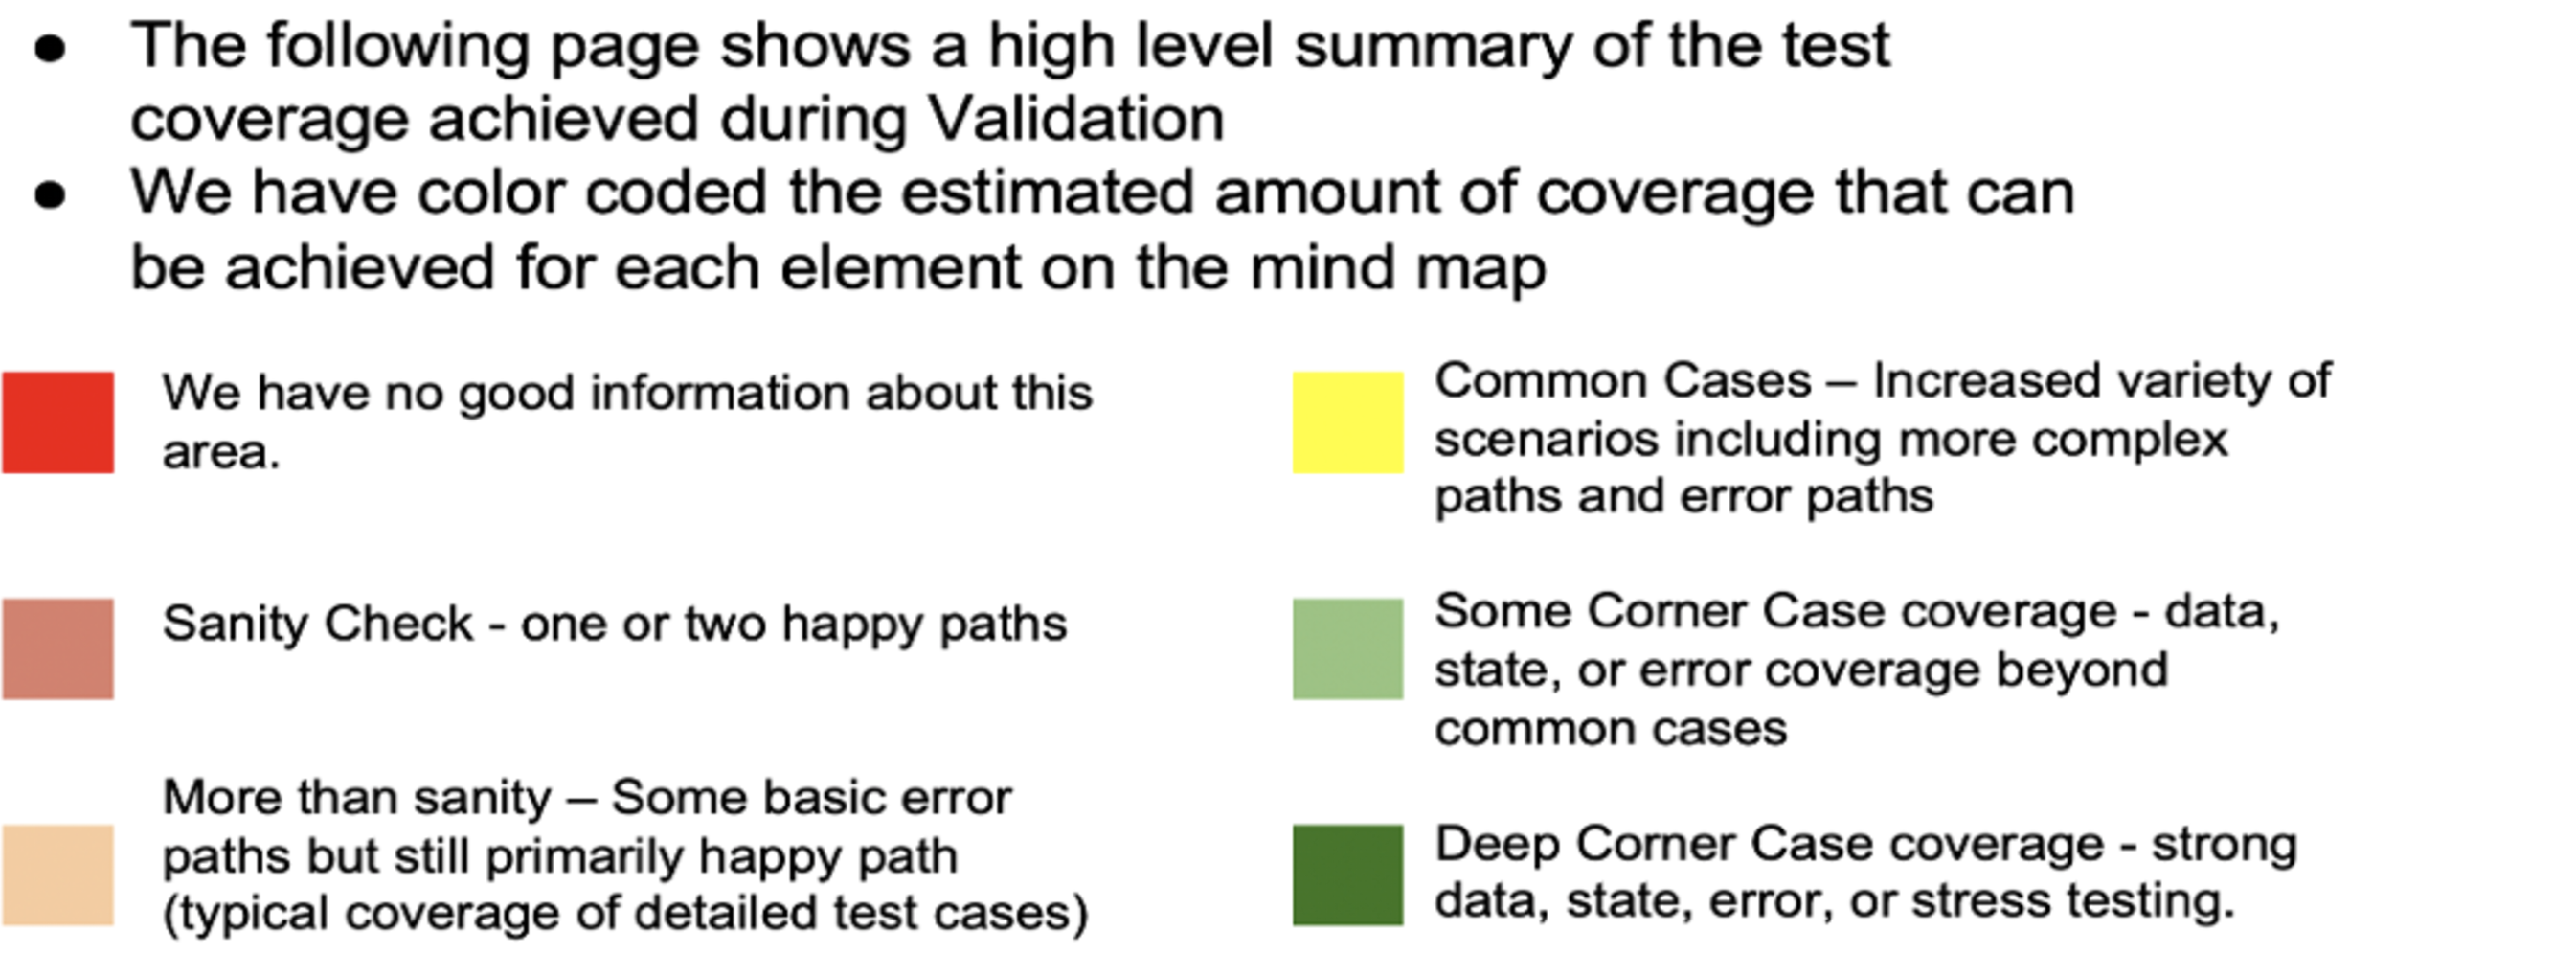 • The following page shows a high level summary of the test
coverage achieved during Validation
• We have color coded the estimated amount of coverage that can
be achieved for each element on the mind map
We have no good information about this
area.
Sanity Check - one or two happy paths
More than sanity – Some basic error
paths but still primarily happy path
(typical coverage of detailed test cases)
Common Cases – Increased variety of
scenarios including more complex
paths and error paths
Some Corner Case coverage - data,
state, or error coverage beyond
common cases
Deep Corner Case coverage - strong
data, state, error, or stress testing.